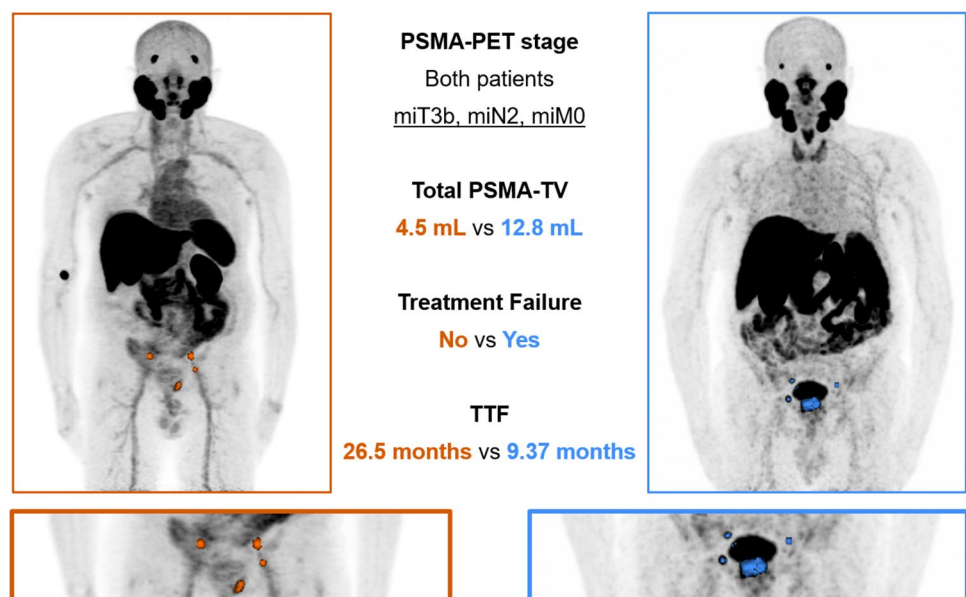 PSMA-PET stage
Both patients
miT3b, miN2, miM0
Total PSMA-TV
4.5 mL vs 12.8 mL
Treatment Failure
No vs Yes
TTF
26.5 months vs 9.37 months